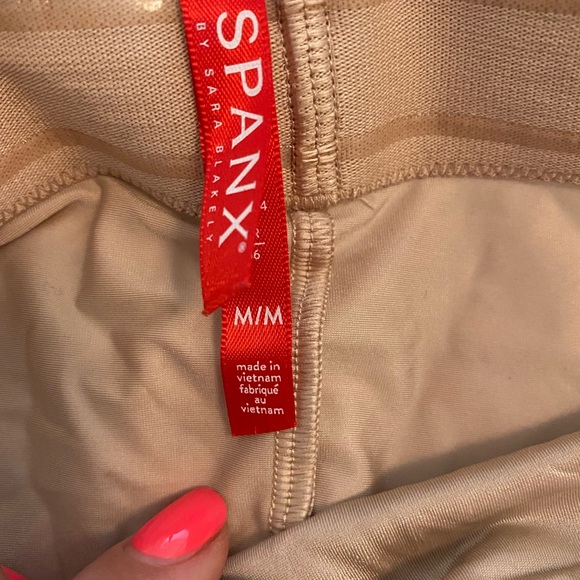 SPANX®
BY SARA BLAKELY
M/M
made in
vietnam
fabriqué
au
vietnam